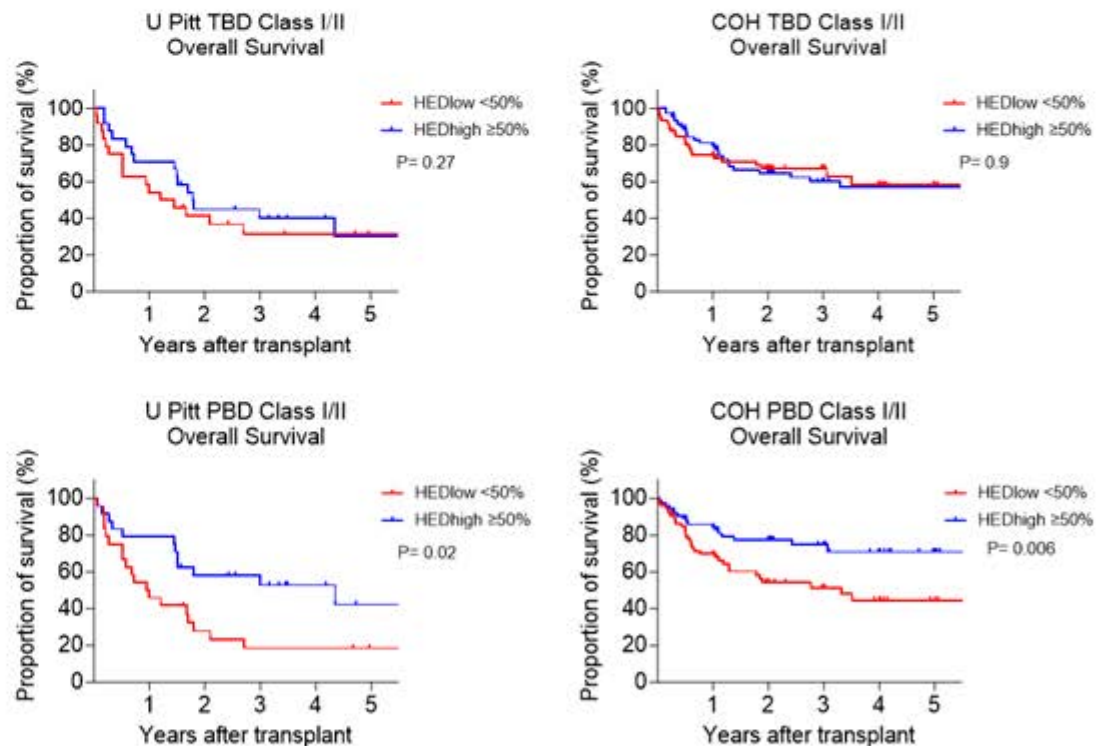 U Pitt TBD Class I/II
Overall Survival
Proportion of survival (%)
100
80
60
40
20
0
1 2 3 4 5
Years after transplant
HEDlow <50%
HEDhigh ≥50%
P= 0.27
COH TBD Class I/II
Overall Survival
Proportion of survival (%)
100
80
60
40
20
0
1 2 3 4 5
Years after transplant
HEDlow <50%
HEDhigh ≥50%
P= 0.9
U Pitt PBD Class I/II
Overall Survival
Proportion of survival (%)
100
80
60
40
20
0
1 2 3 4 5
Years after transplant
HEDlow <50%
HEDhigh ≥50%
P= 0.02
COH PBD Class I/II
Overall Survival
Proportion of survival (%)
100
80
60
40
20
0
1 2 3 4 5
Years after transplant
HEDlow <50%
HEDhigh ≥50%
P= 0.006